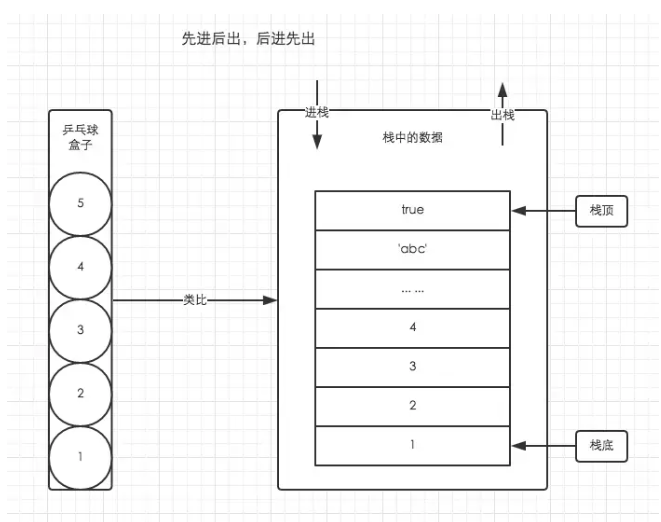 先进后出，后进先出
乒乓球
盒子
5
4
3
2
1
类比
进栈
出栈
栈中的数据
true
'abc'
... ...
4
3
2
1
栈顶
栈底